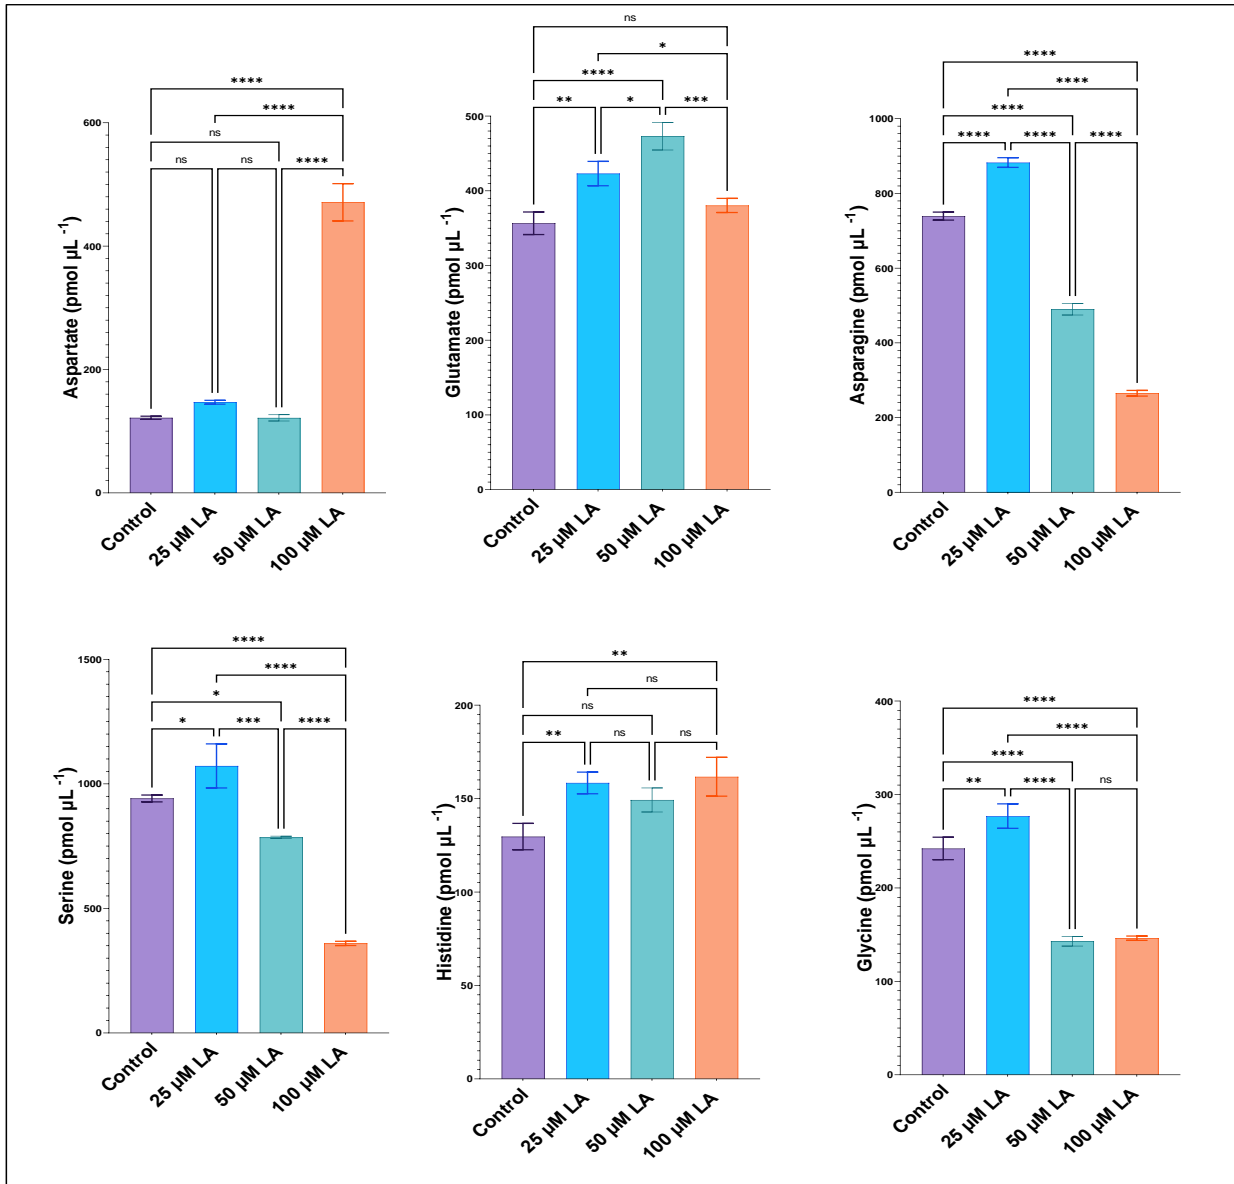 ****
****
ns
ns ns ****
600
400
200
0
Aspartate (pmol µL -1)
Control
25 µM LA
50 µM LA
100 µM LA
ns
*
****
** * ***
500
400
300
200
100
0
Glutamate (pmol µL -1)
Control
25 µM LA
50 µM LA
100 µM LA
****
****
****
**** **** ****
1000
800
600
400
200
0
Asparagine (pmol µL -1)
Control
25 µM LA
50 µM LA
100 µM LA
****
****
*
* *** ****
1500
1000
500
0
Serine (pmol µL -1)
Control
25 µM LA
50 µM LA
100 µM LA
**
ns
ns
** ns ns
200
150
100
50
0
Histidine (pmol µL -1)
Control
25 µM LA
50 µM LA
100 µM LA
****
****
****
** **** ns
400
300
200
100
0
Glycine (pmol µL -1)
Control
25 µM LA
50 µM LA
100 µM LA